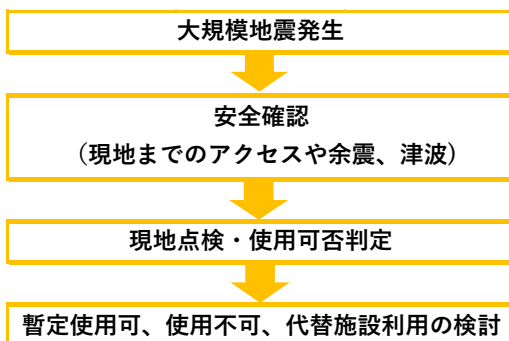 大規模地震発生
安全確認
（現地までのアクセスや余震、津波）
現地点検・使用可否判定
暫定使用可、使用不可、代替施設利用の検討